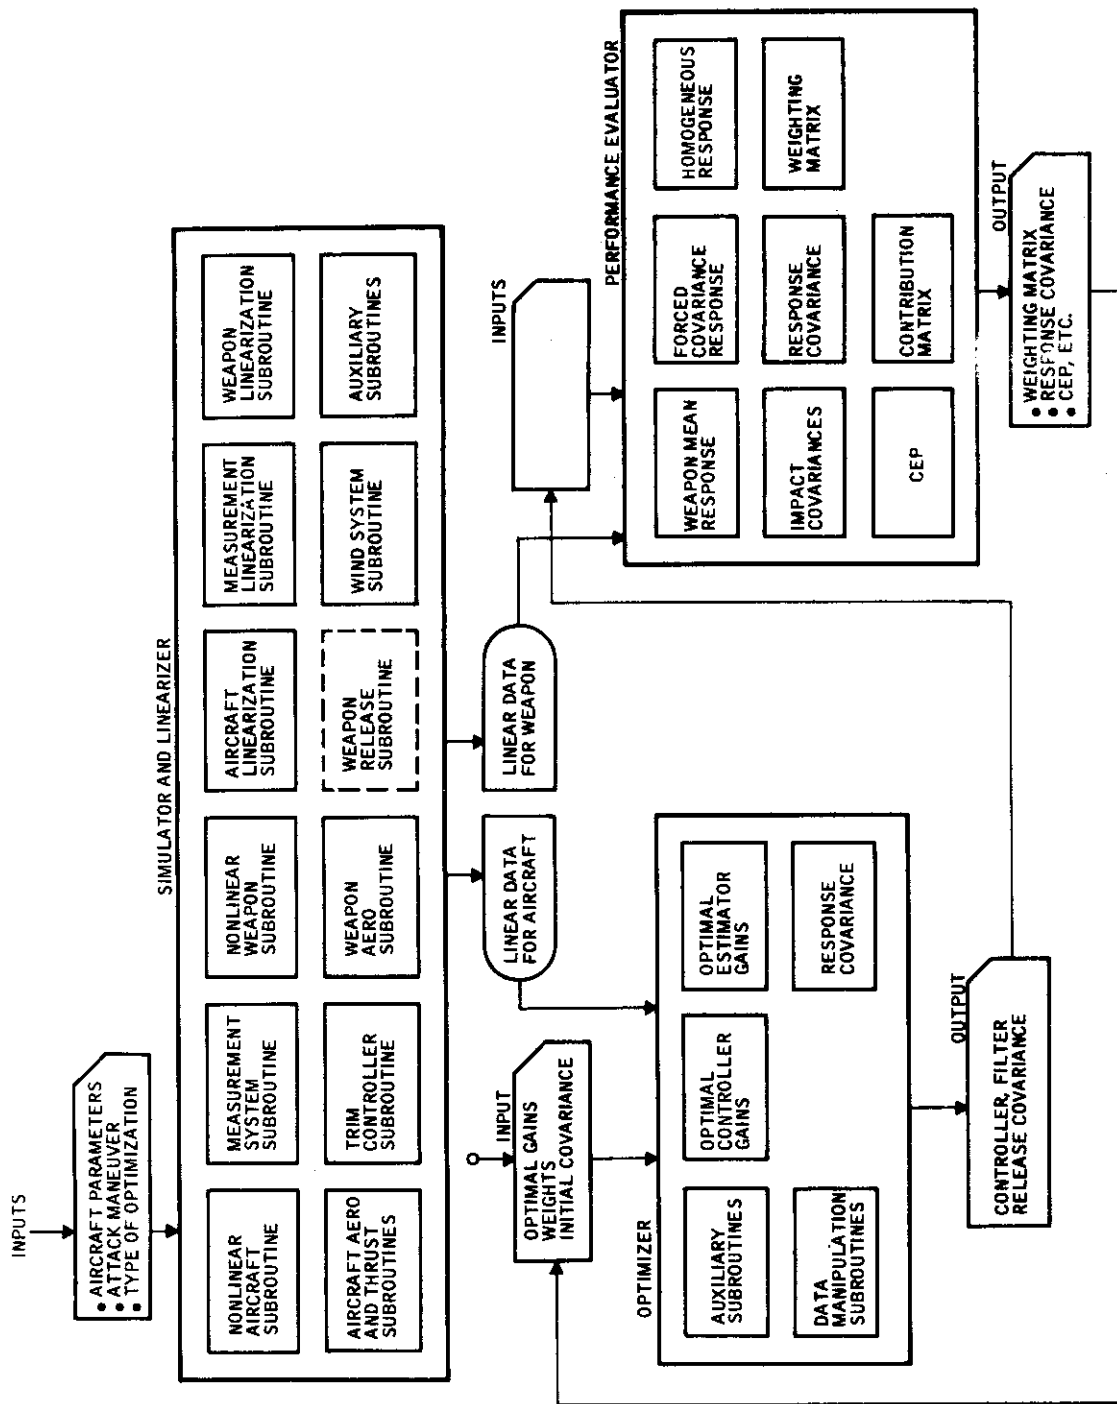 INPUTS
• AIRCRAFT PARAMETERS
• ATTACK MANEUVER
• TYPE OF OPTIMIZATION
SIMULATOR AND LINEARIZER
NONLINEAR
AIRCRAFT
SUBROUTINE
MEASUREMENT
SYSTEM
SUBROUTINE
NONLINEAR
WEAPON
SUBROUTINE
AIRCRAFT
LINEARIZATION
SUBROUTINE
MEASUREMENT
LINEARIZATION
SUBROUTINE
WEAPON
LINEARIZATION
SUBROUTINE
AIRCRAFT AERO
AND THRUST
SUBROUTINES
TRIM
CONTROLLER
SUBROUTINE
WEAPON
AERO
SUBROUTINE
WEAPON
RELEASE
SUBROUTINE
WIND SYSTEM
SUBROUTINE
AUXILIARY
SUBROUTINES
LINEAR DATA
FOR AIRCRAFT
LINEAR DATA
FOR WEAPON
INPUT
OPTIMAL GAINS
WEIGHTS
INITIAL COVARIANCE
OPTIMIZER
AUXILIARY
SUBROUTINES
OPTIMAL
CONTROLLER
GAINS
OPTIMAL
ESTIMATOR
GAINS
DATA
MANIPULATION
SUBROUTINES
RESPONSE
COVARIANCE
OUTPUT
CONTROLLER, FILTER
RELEASE COVARIANCE
INPUTS
PERFORMANCE EVALUATOR
WEAPON MEAN
RESPONSE
FORCED
COVARIANCE
RESPONSE
HOMOGENEOUS
RESPONSE
IMPACT
COVARIANCES
RESPONSE
COVARIANCE
WEIGHTING
MATRIX
CEP
CONTRIBUTION
MATRIX
OUTPUT
• WEIGHTING MATRIX
• RESPONSE COVARIANCE
• CEP, ETC.